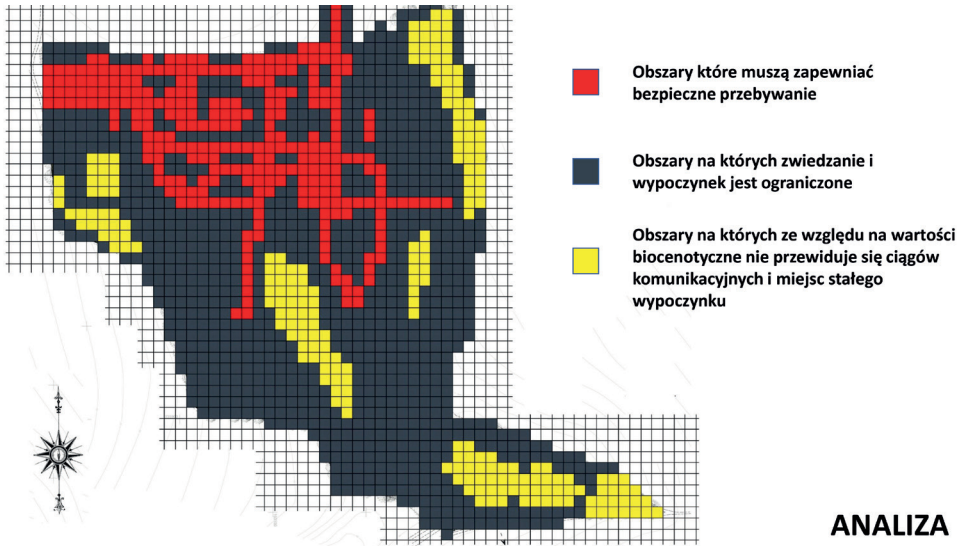 Obszary które muszą zapewniać
bezpieczne przebywanie
Obszary na których zwiedzanie i
wypoczynek jest ograniczone
Obszary na których ze względu na wartości
biocenotyczne nie przewiduje się ciągów
komunikacyjnych i miejsc stałego
wypoczynku
ANALIZA